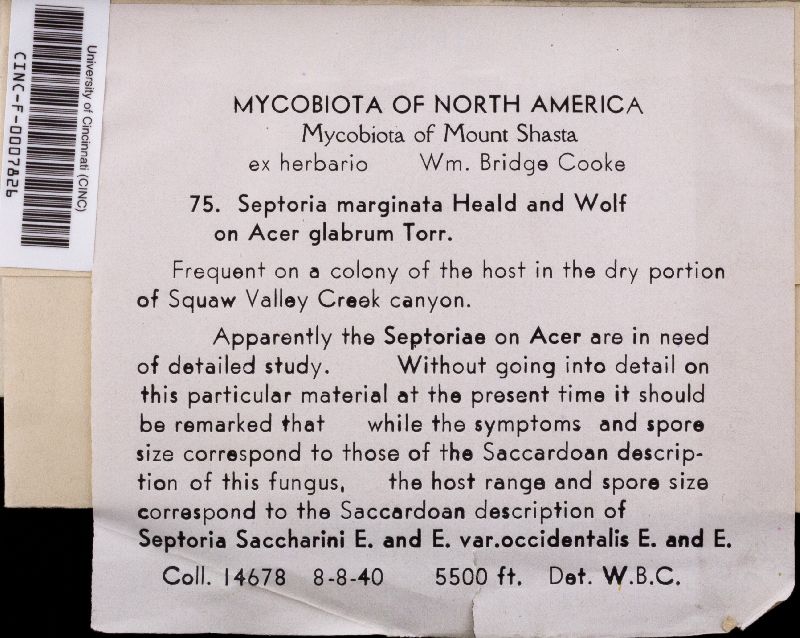 University of Cincinnati (CINC)
CINC-F-0007826
MYCOBIOTA OF NORTH AMERICA
Mycobiota of Mount Shasta
ex herbario Wm. Bridge Cooke
75. Septoria marginata Heald and Wolf
on Acer glabrum Torr.
Frequent on a colony of the host in the dry portion
of Squaw Valley Creek canyon.
Apparently the Septoriae on Acer are in need
of detailed study. Without going into detail on
this particular material at the present time it should
be remarked that while the symptoms and spore
size correspond to those of the Saccardoan descrip-
tion of this fungus, the host range and spore size
correspond to the Saccardoan description of
Septoria Saccharini E. and E. var.occidentalis E. and E.
Coll. 14678 8-8-40 5500 ft. Det. W.B.C.